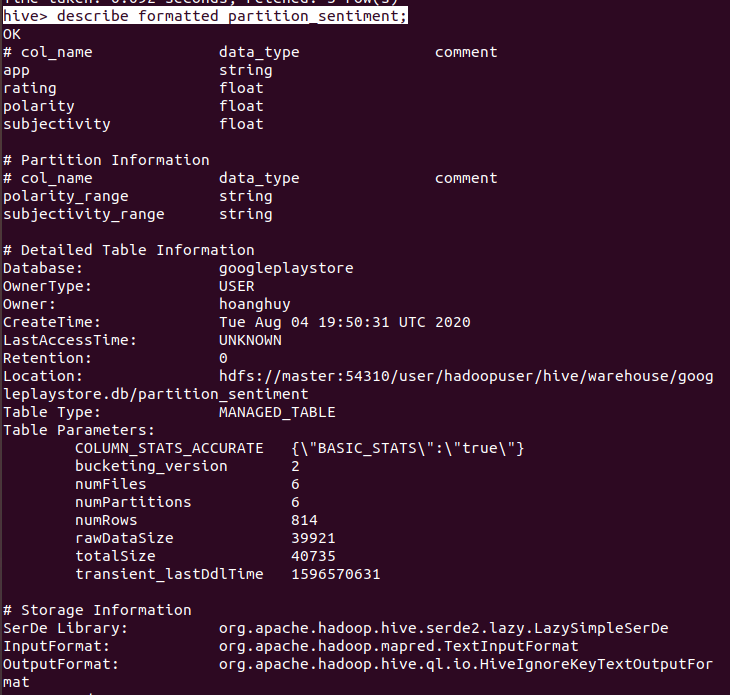 Time taken: 0.092 seconds, Fetched: 5 row(s)
hive> describe formatted partition_sentiment;
OK
# col_name data_type comment
app string
rating float
polarity float
subjectivity float
# Partition Information
# col_name data_type comment
polarity_range string
subjectivity_range string
# Detailed Table Information
Database: googleplaystore
OwnerType: USER
Owner: hoanghuy
CreateTime: Tue Aug 04 19:50:31 UTC 2020
LastAccessTime: UNKNOWN
Retention: 0
Location: hdfs://master:54310/user/hadoopuser/hive/warehouse/goog
leplaystore.db/partition_sentiment
Table Type: MANAGED_TABLE
Table Parameters:
COLUMN_STATS_ACCURATE {\"BASIC_STATS\":\"true\"}
bucketing_version 2
numFiles 6
numPartitions 6
numRows 814
rawDataSize 39921
totalSize 40735
transient_lastDdlTime 1596570631
# Storage Information
SerDe Library: org.apache.hadoop.hive.serde2.lazy.LazySimpleSerDe
InputFormat: org.apache.hadoop.mapred.TextInputFormat
OutputFormat: org.apache.hadoop.hive.ql.io.HiveIgnoreKeyTextOutputFor
mat